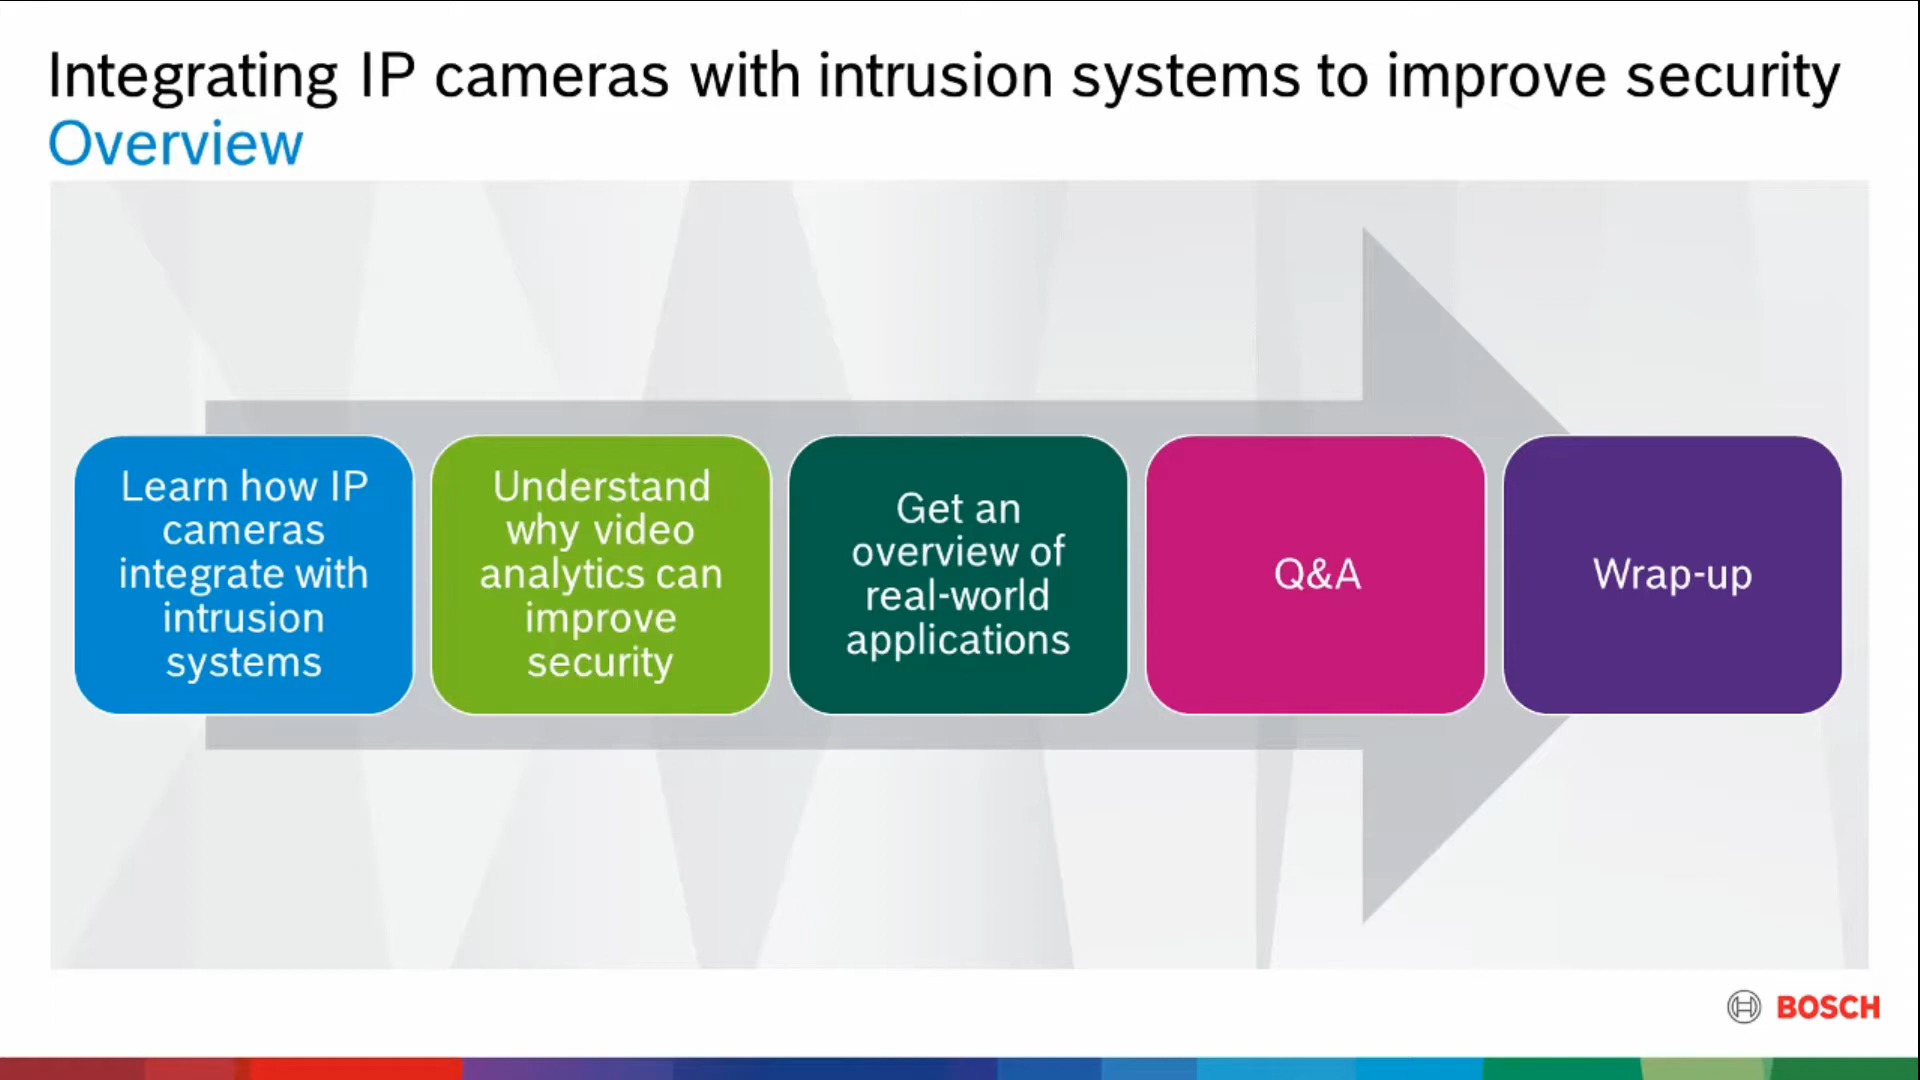 Integrating IP cameras with intrusion systems to improve security
Overview
Learn how IP
cameras
integrate with
intrusion
systems
Understand
why video
analytics can
improve
security
Get an
overview of
real-world
applications
Q&A
Wrap-up
BOSCH